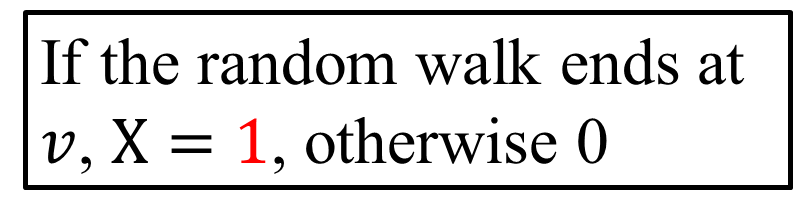 If the random walk ends at
𝑣, X = 1, otherwise 0